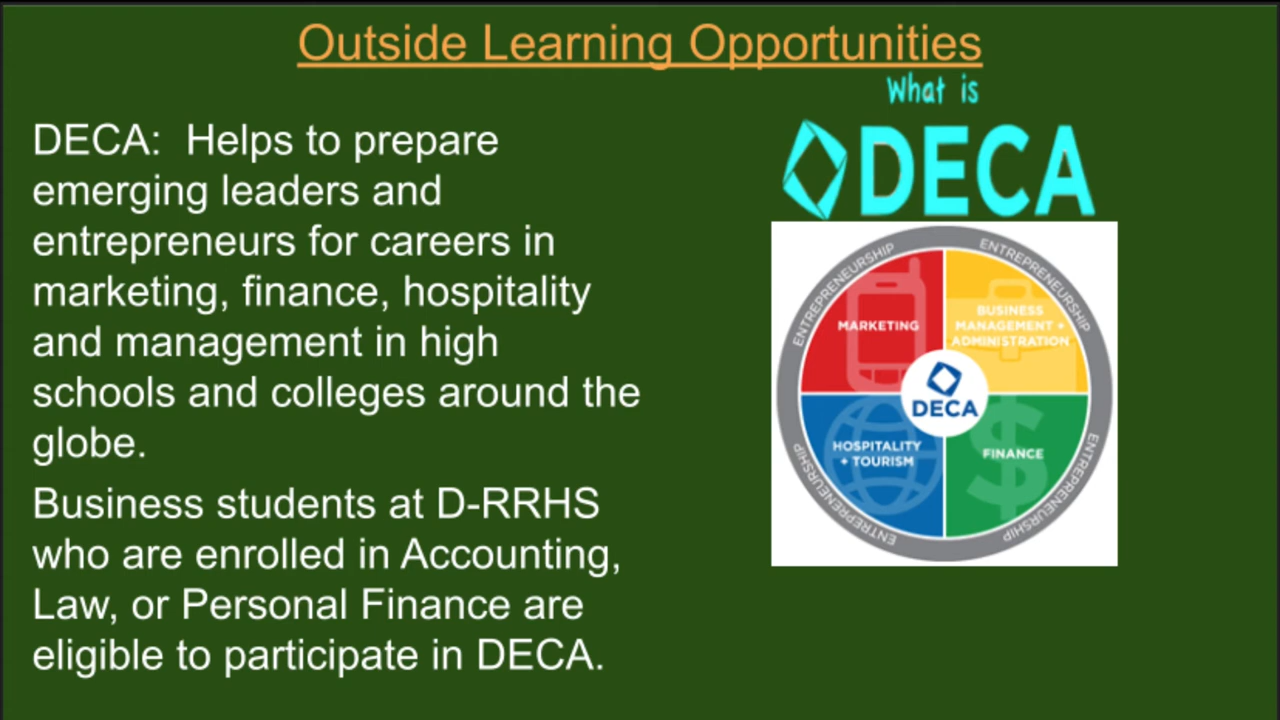 Outside Learning Opportunities
DECA:  Helps to prepare
emerging leaders and
entrepreneurs for careers in
marketing, finance, hospitality
and management in high
schools and colleges around the
globe.
Business students at D-RRHS
who are enrolled in Accounting,
Law, or Personal Finance are
eligible to participate in DECA.
What is
DECA
ENTREPRENEURSHIP
ENTREPRENEURSHIP
MARKETING
BUSINESS
MANAGEMENT +
ADMINISTRATION
DECA
HOSPITALITY
+ TOURISM
FINANCE
ENTREPRENEURSHIP
ENTREPRENEURSHIP